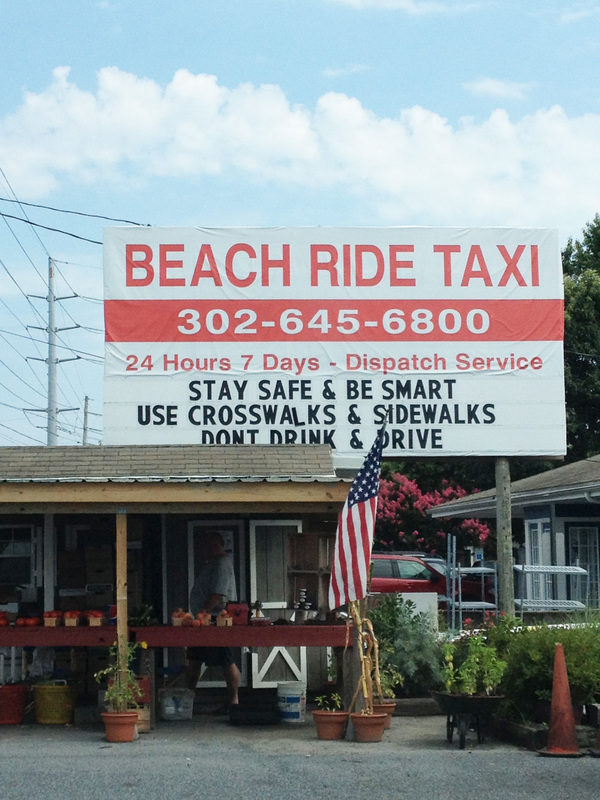 BEACH RIDE TAXI
302-645-6800
24 Hours 7 Days - Dispatch Service
STAY SAFE & BE SMART
USE CROSSWALKS & SIDEWALKS
DONT DRINK & DRIVE